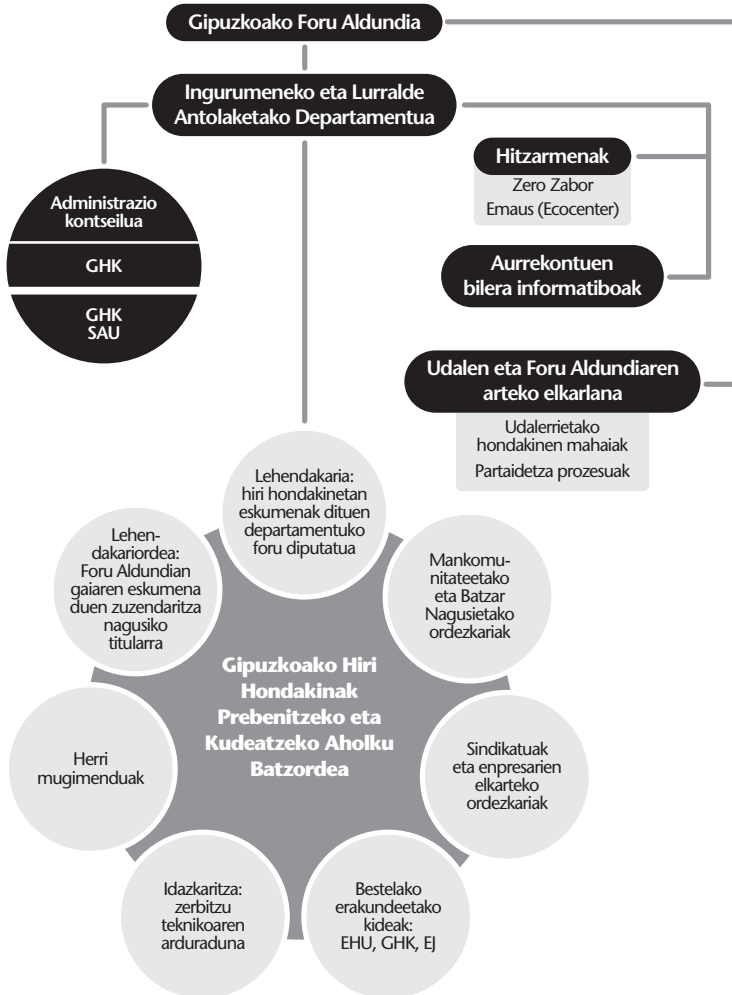 Gipuzkoako Foru Aldundia
Ingurumeneko eta Lurralde
Antolaketako Departamentua
Hitzarmenak
Zero Zabor
Emaus (Ecocenter)
Administrazio
kontseilua
GHK
GHK
SAU
Aurrekontuen
bilera informatiboak
Udalen eta Foru Aldundiaren
arteko elkarlana
Udalerrietako
hondakinen mahaiak
Partaidetza prozesuak
Lehendakaria:
hiri hondakinetan
eskumenak dituen
departamentuko
foru diputatua
Lehen-
dakariordea:
Foru Aldundian
gaiaren eskumena
duen zuzendaritza
nagusiko
titularra
Mankomu-
nitateetako
eta Batzar
Nagusietako
ordezkariak
Gipuzkoako Hiri
Hondakinak
Prebenitzeko eta
Kudeatzeko Aholku
Batzordea
Herri
mugimenduak
Sindikatuak
eta enpresarien
elkarteko
ordezkariak
Idazkaritza:
zerbitzu
teknikoaren
arduraduna
Bestelako
erakundeetako
kideak:
EHU, GHK, EJ